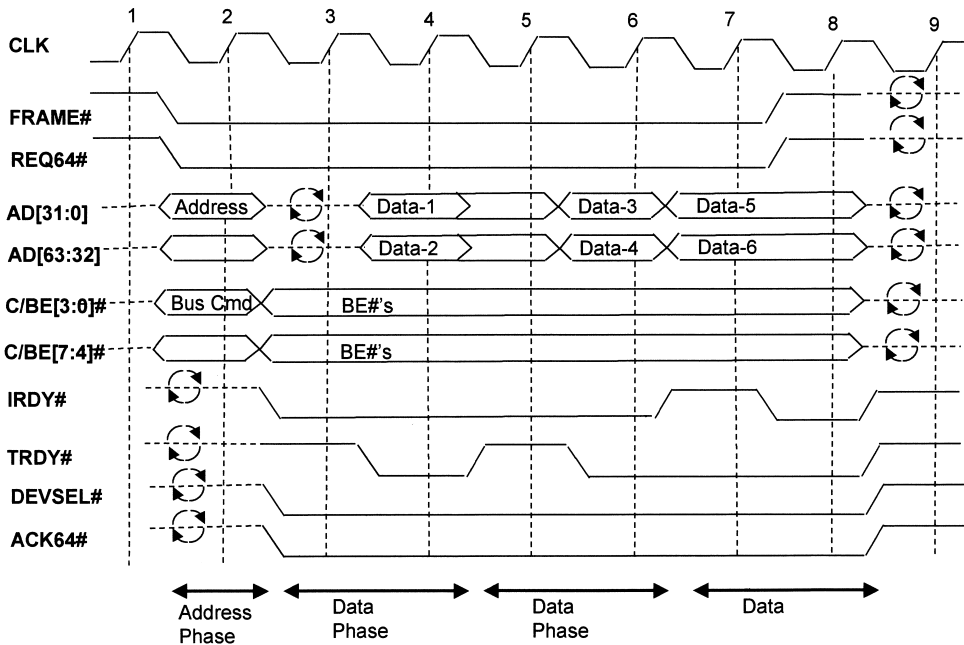 1 2 3 4 5 6 7 8 9
CLK
FRAME#
REQ64#
AD[31:0] Address Data-1 Data-3 Data-5
AD[63:32] Data-2 Data-4 Data-6
C/BE[3:0]# Bus Cmd BE#'s
C/BE[7:4]# BE#'s
IRDY#
TRDY#
DEVSEL#
ACK64#
Address Phase
Data Phase
Data Phase
Data